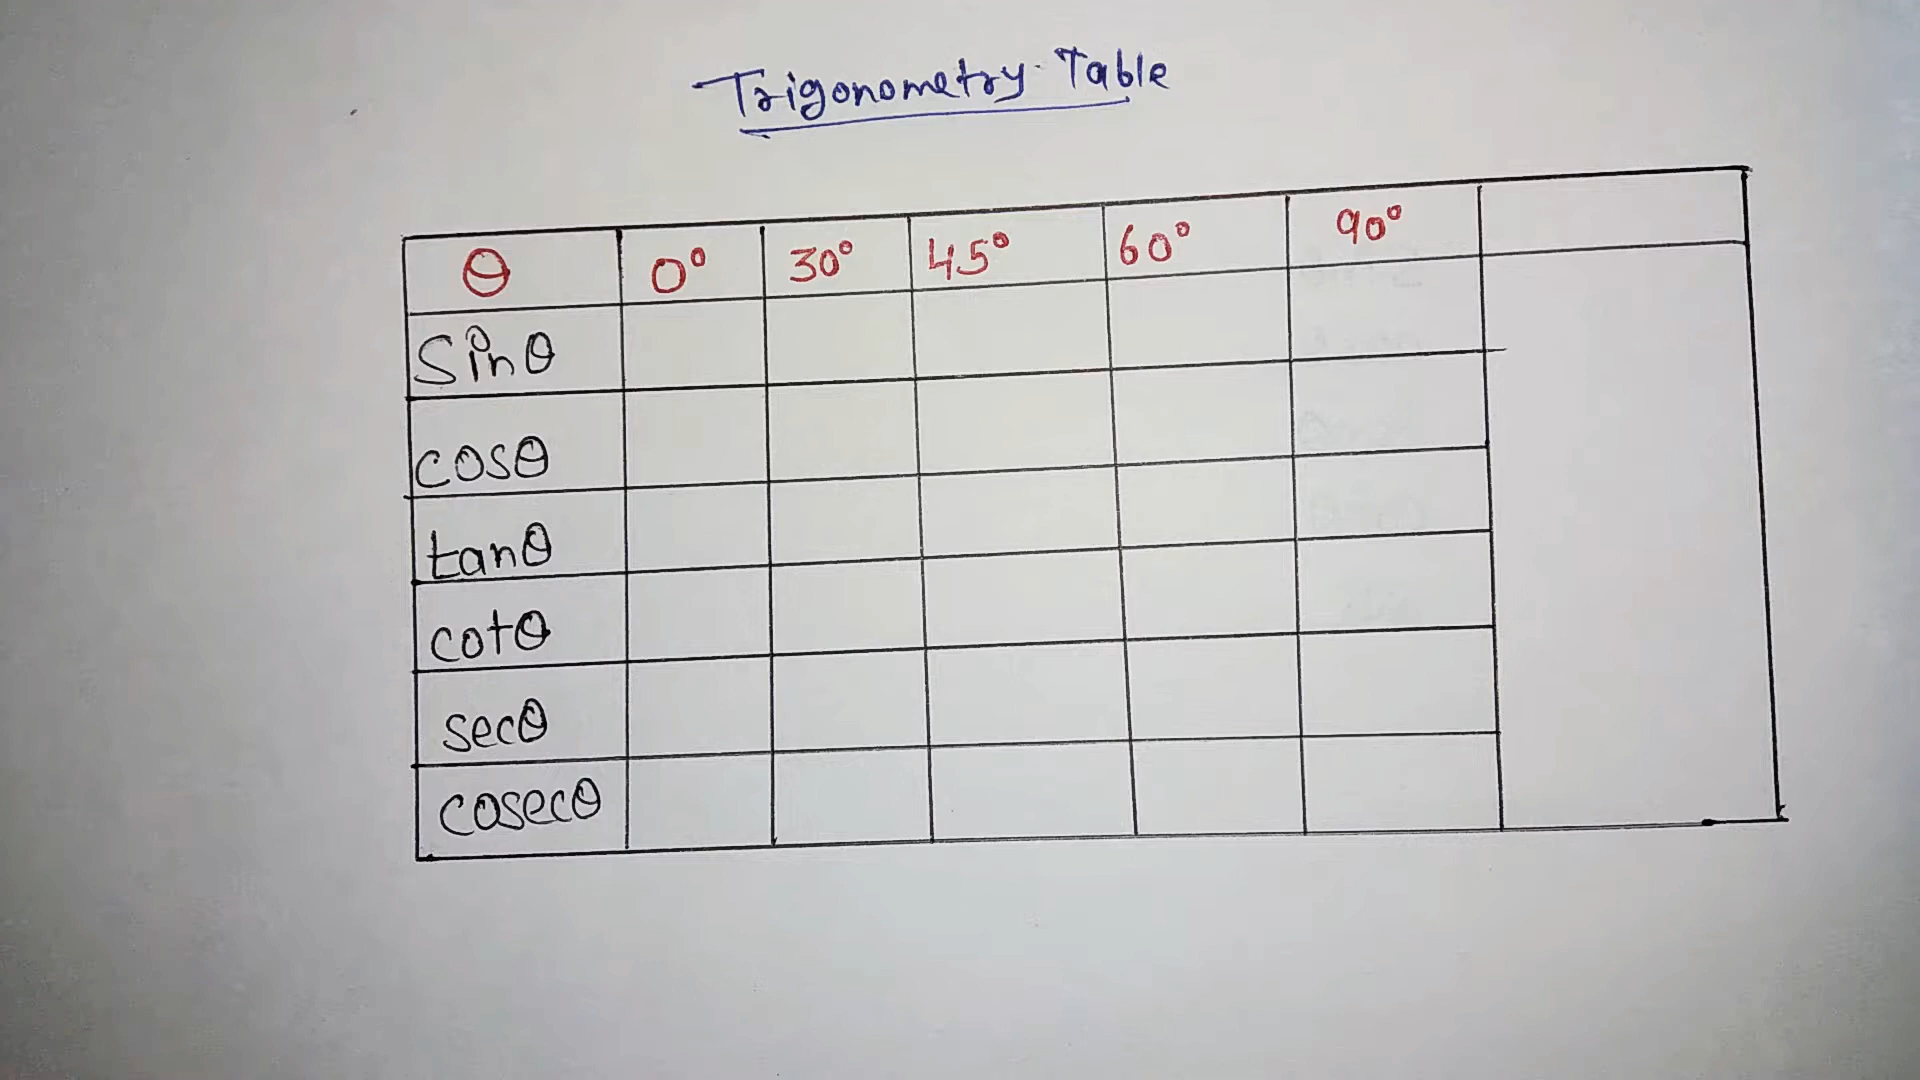 Trigonometry Table
θ 0° 30° 45° 60° 90°
Sinθ
cosθ
tanθ
cotθ
secθ
cosecθ